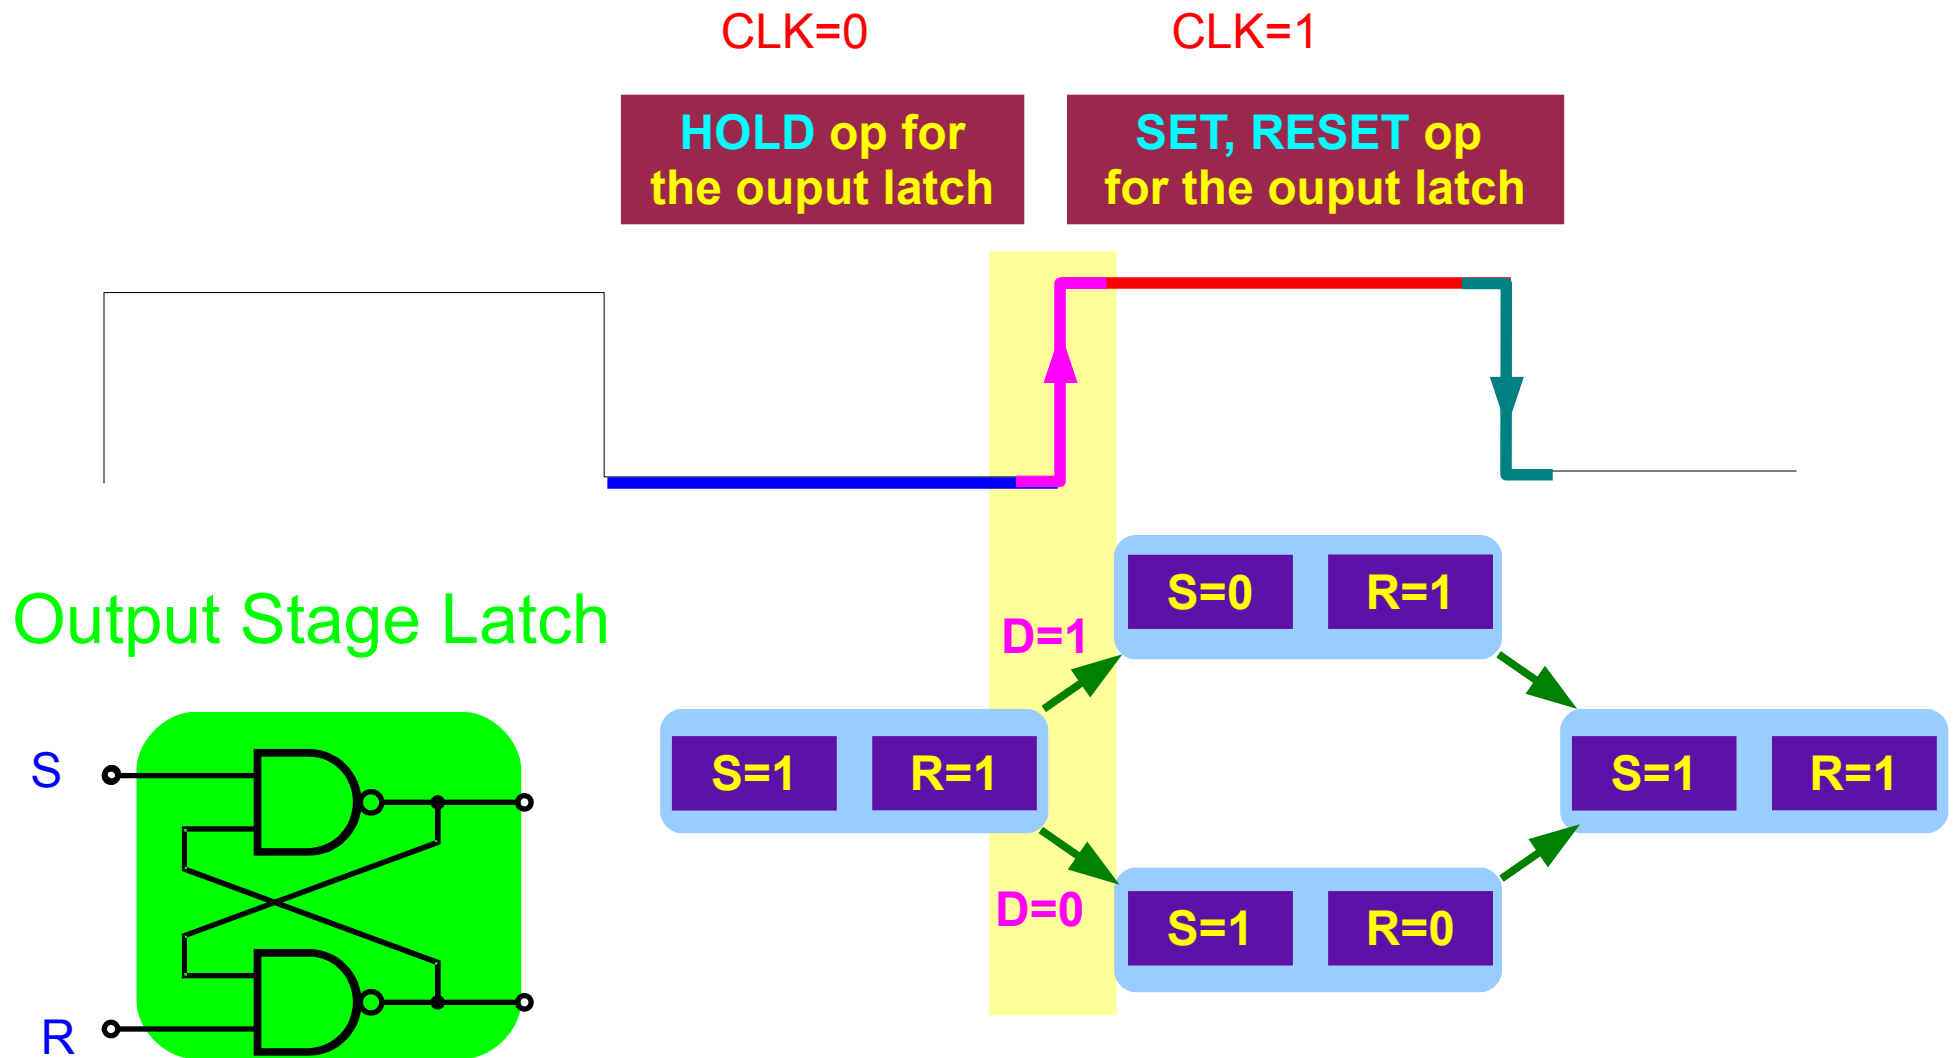 CLK=0
CLK=1
HOLD op for
the ouput latch
SET, RESET op
for the ouput latch
Output Stage Latch
S
R
D=1
D=0
S=1 R=1
S=0 R=1
S=1 R=0
S=1 R=1